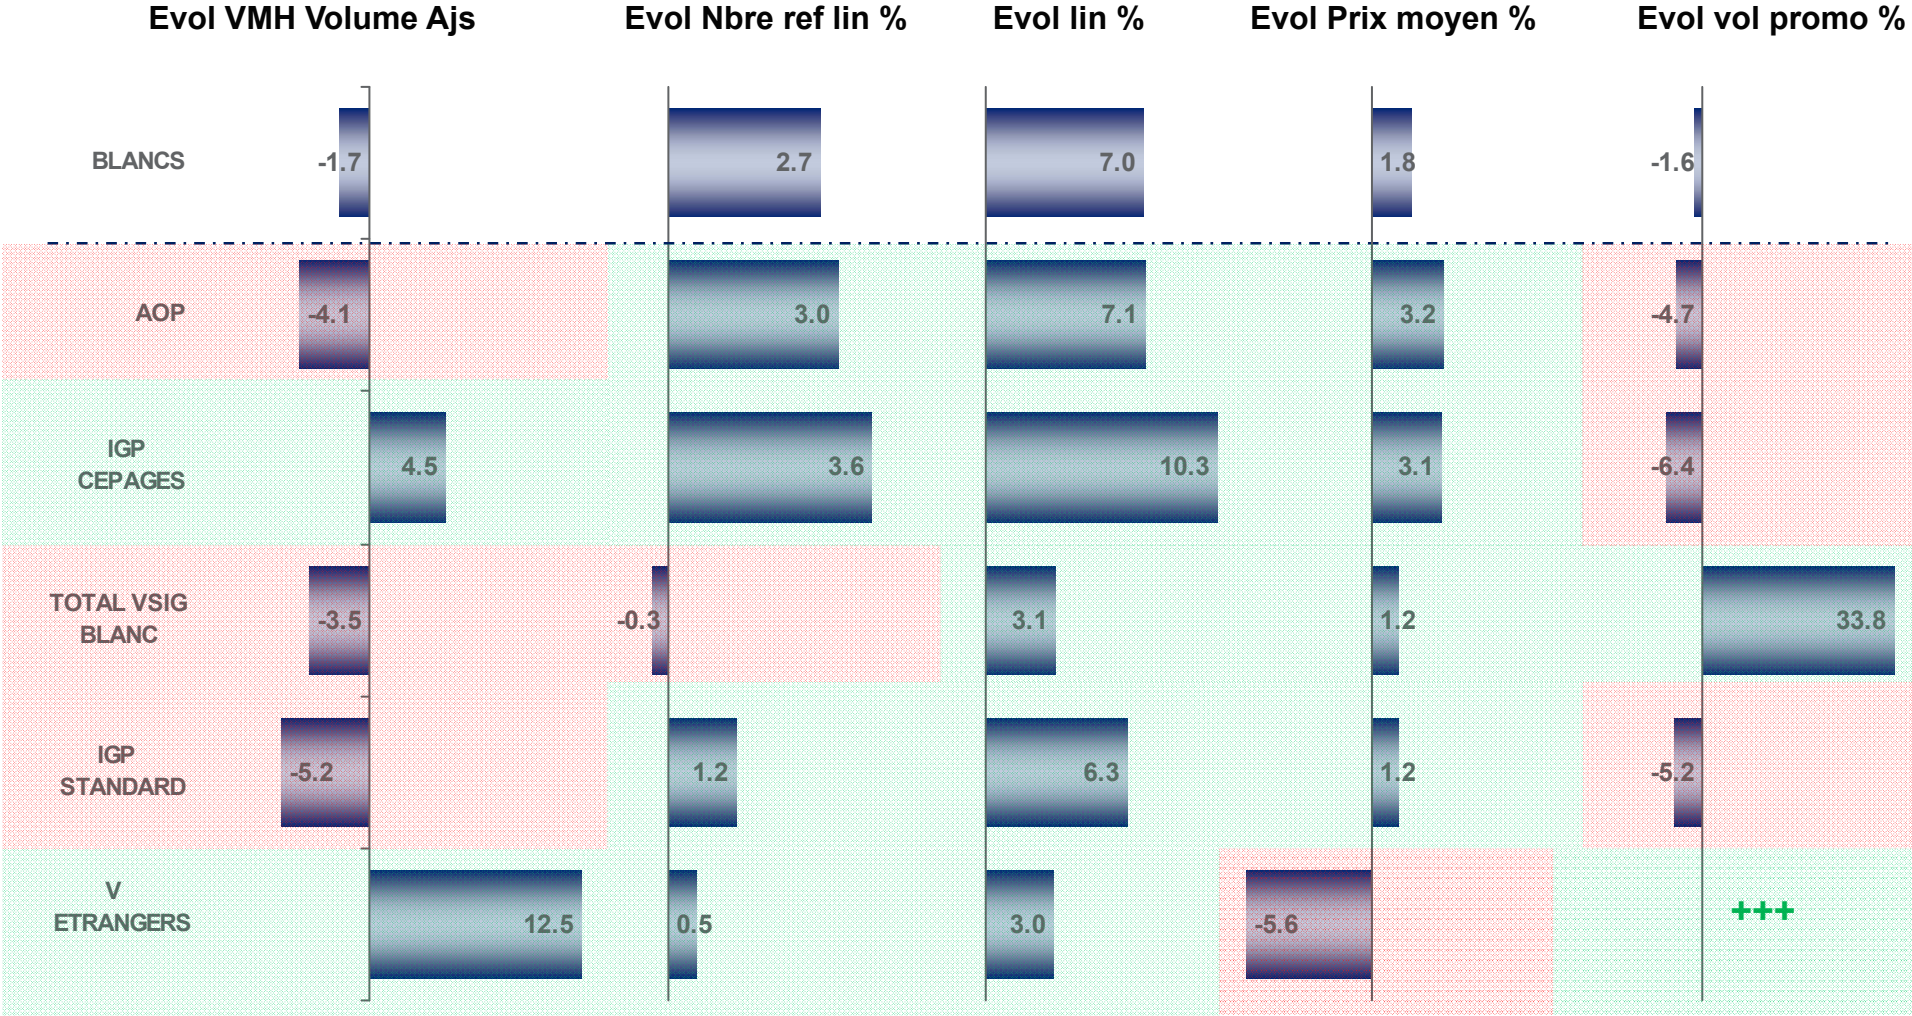 Evol VMH Volume Ajs
Evol Nbre ref lin %
Evol lin %
Evol Prix moyen %
Evol vol promo %
BLANCS
-1.7
2.7
7.0
1.8
-1.6
AOP
-4.1
3.0
7.1
3.2
-4.7
IGP
CEPAGES
4.5
3.6
10.3
3.1
-6.4
TOTAL VSIG
BLANC
-3.5
-0.3
3.1
1.2
33.8
IGP
STANDARD
-5.2
1.2
6.3
1.2
-5.2
V
ETRANGERS
12.5
0.5
3.0
-5.6
+++